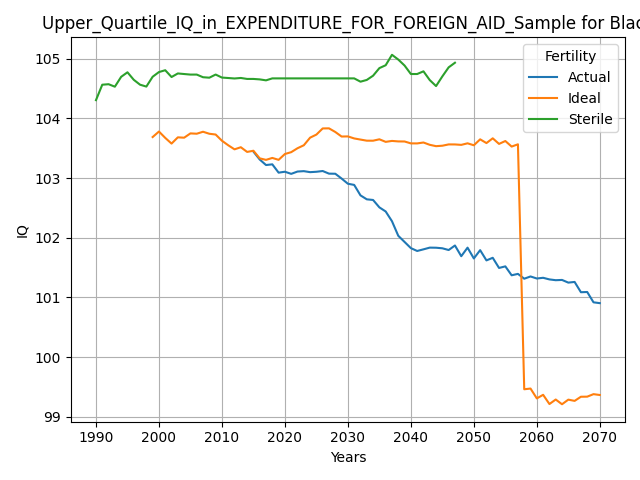 Upper_Quartile_IQ_in_EXPENDITURE_FOR_FOREIGN_AID_Sample for Blac
105
104
103
102
101
100
99
IQ
Fertility
Actual
Ideal
Sterile
1990
2000
2010
2020
2030
2040
2050
2060
2070
Years